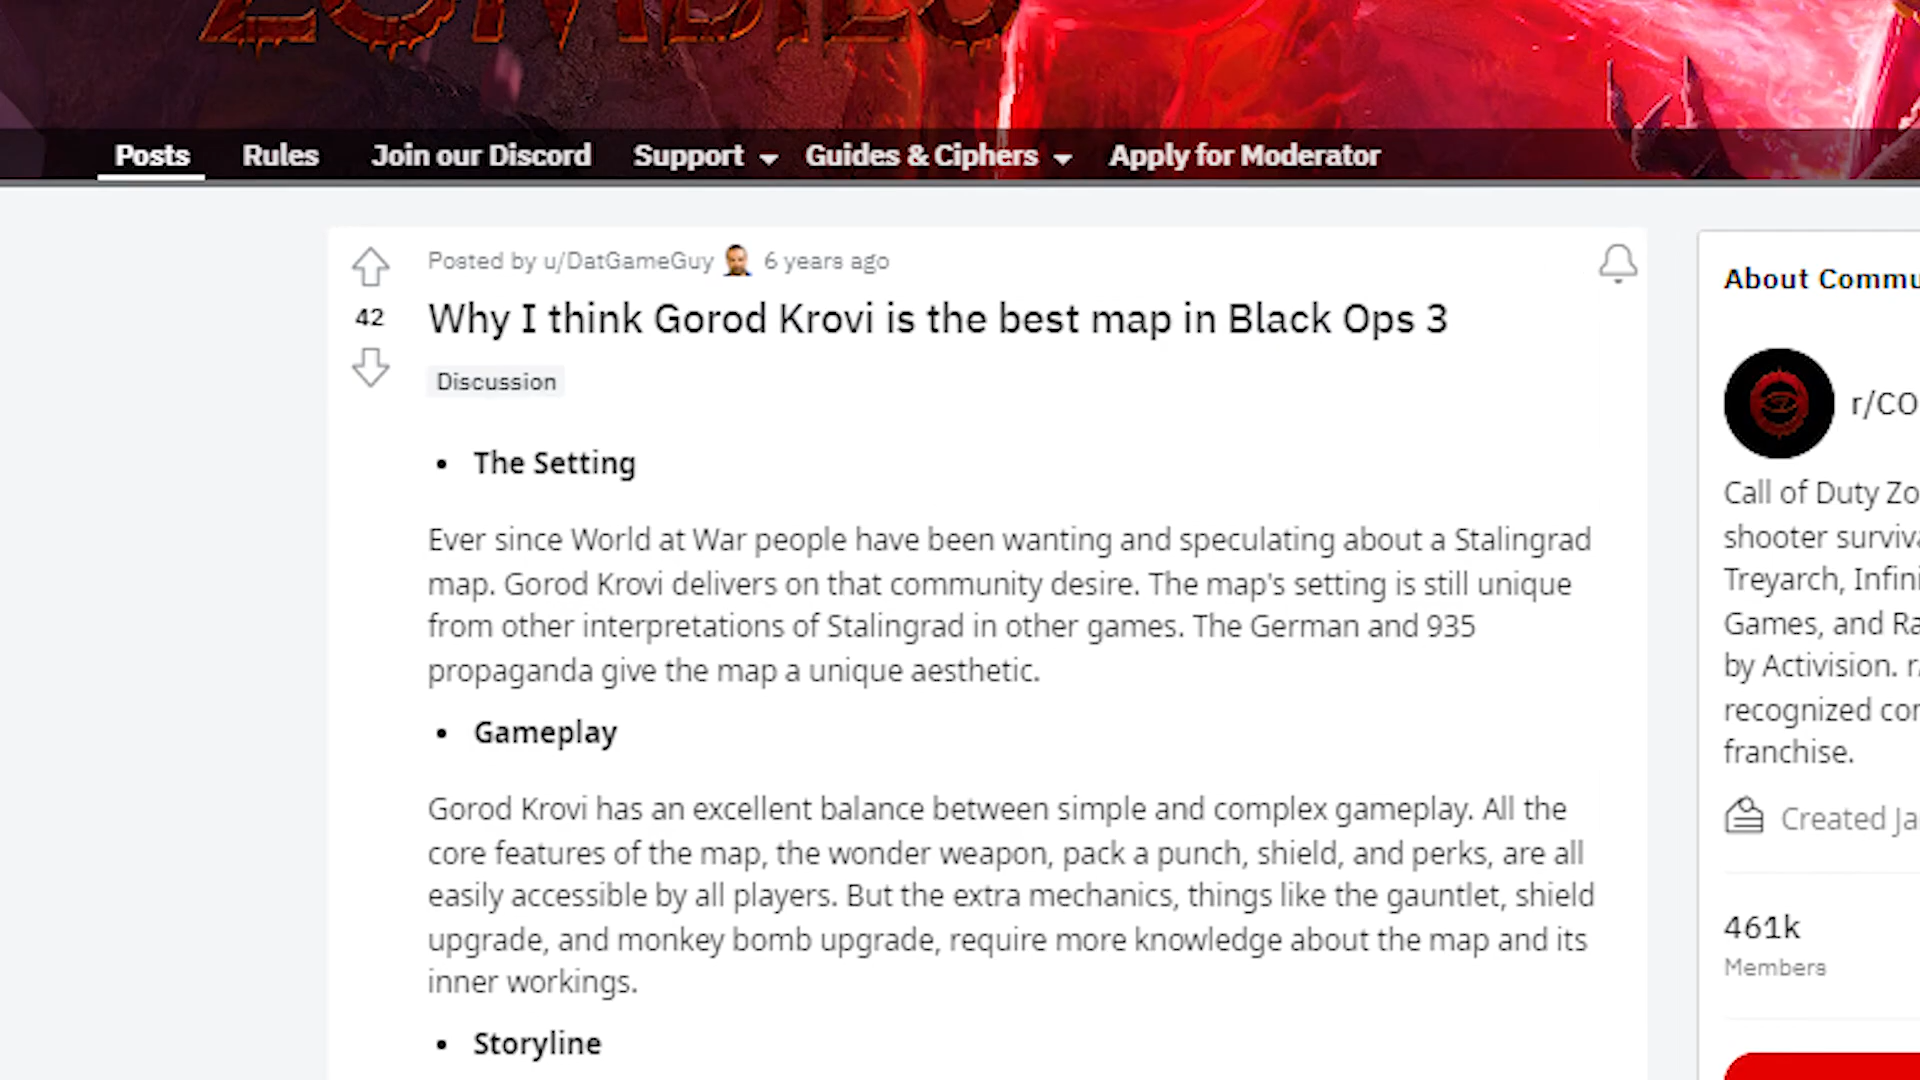 ZOMBIES
Posts Rules Join our Discord Support Guides & Ciphers Apply for Moderator
Posted by u/DatGameGuy 6 years ago
42
Why I think Gorod Krovi is the best map in Black Ops 3
Discussion
• The Setting
Ever since World at War people have been wanting and speculating about a Stalingrad
map. Gorod Krovi delivers on that community desire. The map's setting is still unique
from other interpretations of Stalingrad in other games. The German and 935
propaganda give the map a unique aesthetic.
• Gameplay
Gorod Krovi has an excellent balance between simple and complex gameplay. All the
core features of the map, the wonder weapon, pack a punch, shield, and perks, are all
easily accessible by all players. But the extra mechanics, things like the gauntlet, shield
upgrade, and monkey bomb upgrade, require more knowledge about the map and its
inner workings.
• Storyline
About Commu
r/CO
Call of Duty Zo
shooter surviva
Treyarch, Infini
Games, and Ra
by Activision. r/
recognized cor
franchise.
Created Ja
461k
Members